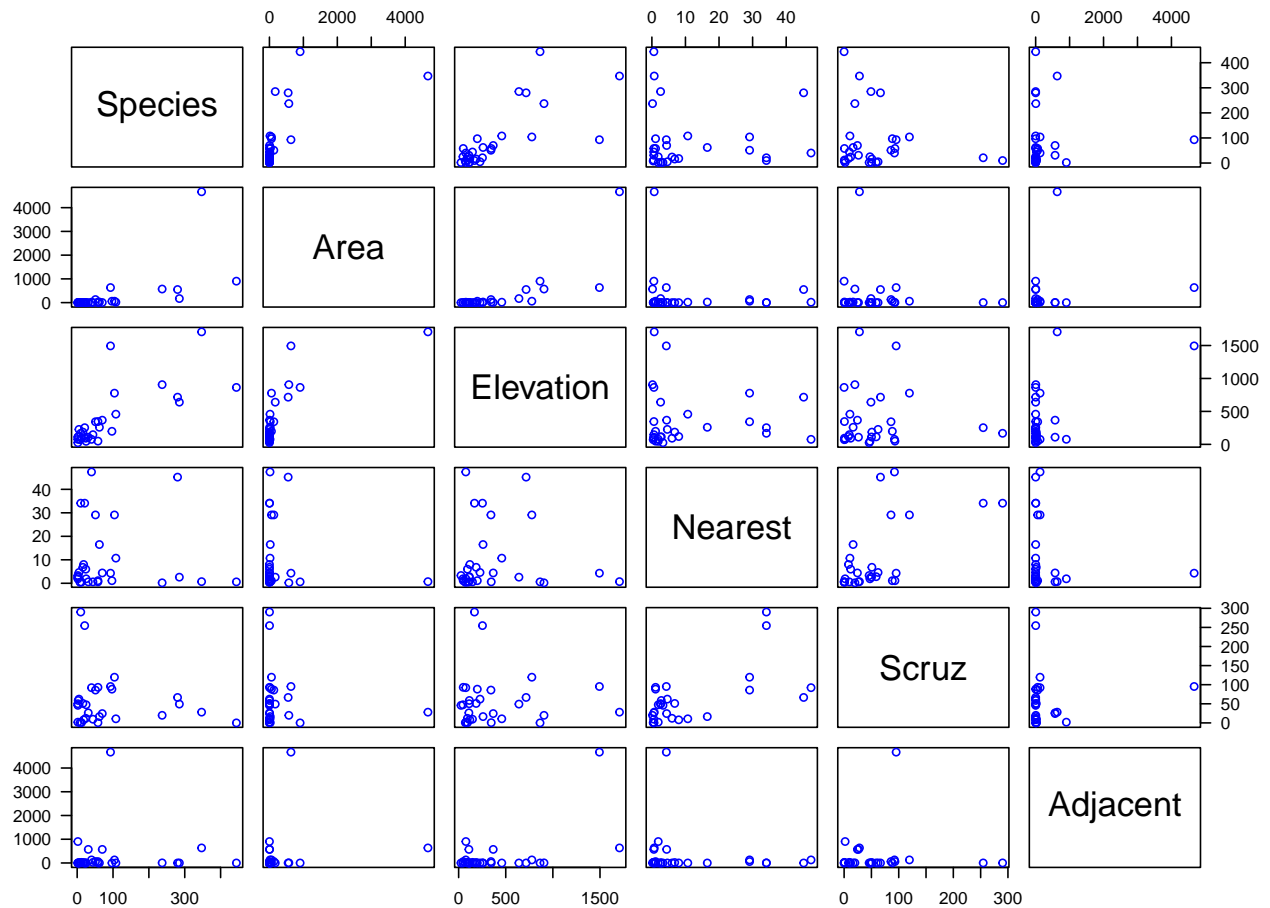 0 2000 4000 0 10 20 30 40 0 2000 4000
Species 0 100 200 300 400
0 1000 2000 3000 4000 Area
Elevation 0 500 1000 1500
0 10 20 30 40 Nearest
Scruz 0 50 100 150 200 250 300
0 1000 2000 3000 4000 Adjacent
0 100 300 0 500 1500 0 100 200 300